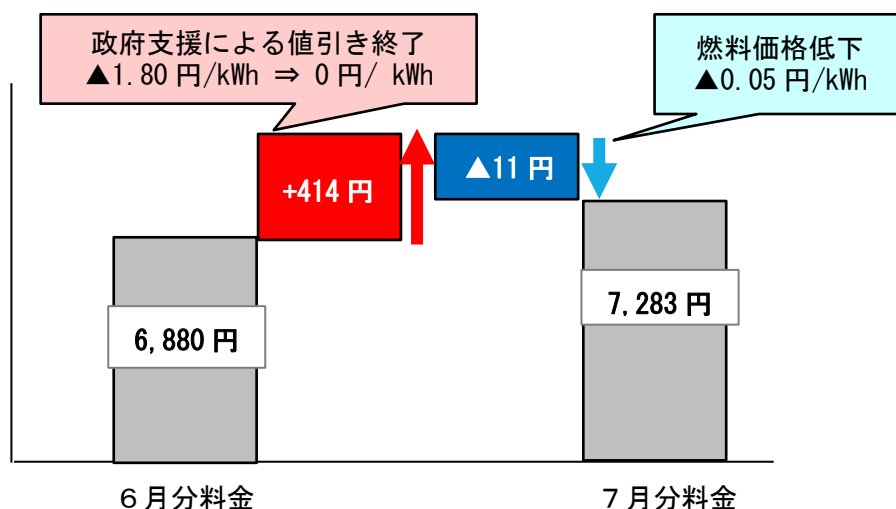 政府支援による値引き終了
▲1.80 円/kWh ⇒ 0 円/ kWh
燃料価格低下
▲0.05 円/kWh
+414 円
▲11 円
6,880 円
7,283 円
６月分料金
７月分料金